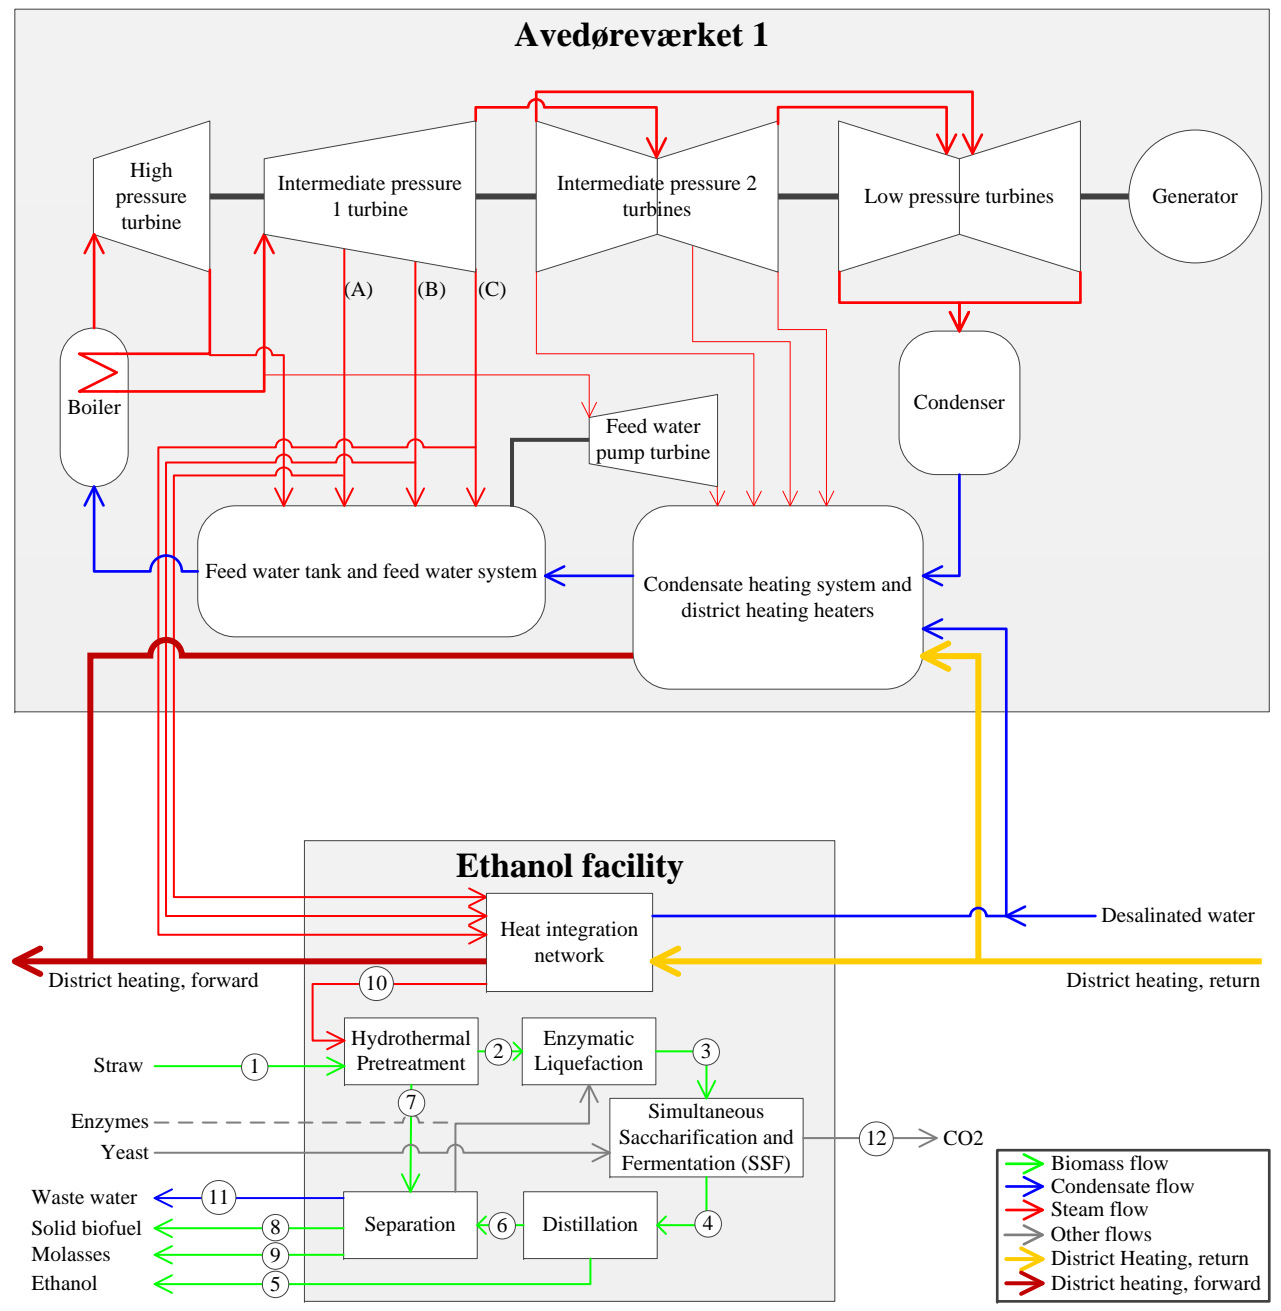 Avedøreværket 1
High
pressure
turbine
Intermediate pressure
1 turbine
Intermediate pressure 2
turbines
Low pressure turbines
Generator
(A)
(B)
(C)
Boiler
Condenser
Feed water
pump turbine
Feed water tank and feed water system
Condensate heating system and
district heating heaters
Ethanol facility
Heat integration
network
Desalinated water
District heating, forward
District heating, return
10
Hydrothermal
Pretreatment
Enzymatic
Liquefaction
Straw
1
2
3
7
Enzymes
Yeast
Simultaneous
Saccharification and
Fermentation (SSF)
12
CO2
Waste water
11
Solid biofuel
8
Molasses
9
Ethanol
5
Separation
6
Distillation
4
Biomass flow
Condensate flow
Steam flow
Other flows
District Heating, return
District heating, forward